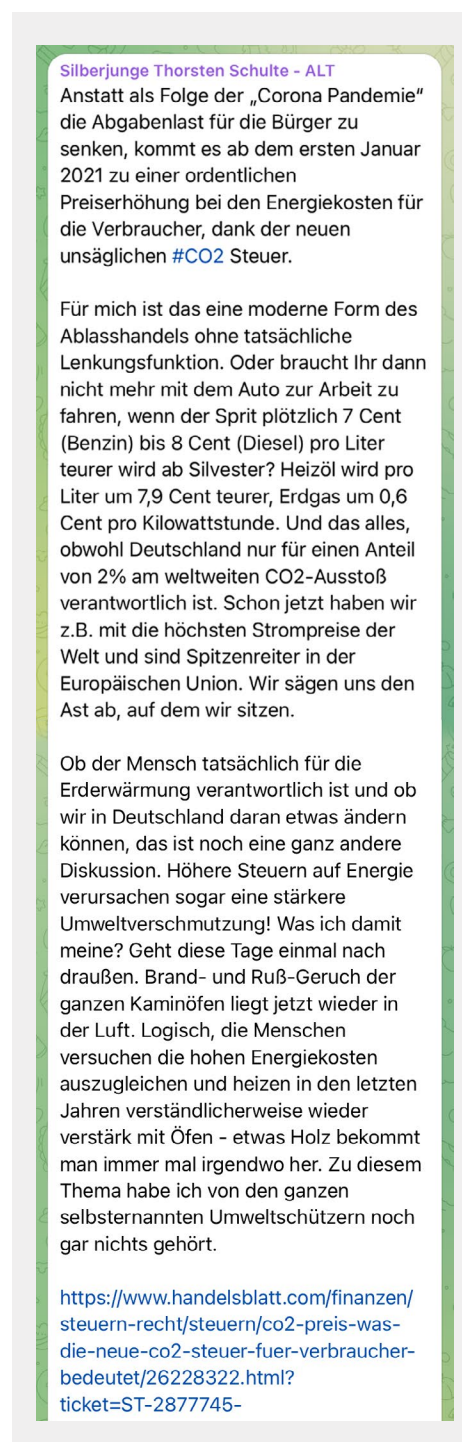 Silberjunge Thorsten Schulte - ALT
Anstatt als Folge der „Corona Pandemie“
die Abgabenlast für die Bürger zu
senken, kommt es ab dem ersten Januar
2021 zu einer ordentlichen
Preiserhöhung bei den Energiekosten für
die Verbraucher, dank der neuen
unsäglichen #CO2 Steuer.

Für mich ist das eine moderne Form des
Ablasshandels ohne tatsächliche
Lenkungsfunktion. Oder braucht Ihr dann
nicht mehr mit dem Auto zur Arbeit zu
fahren, wenn der Sprit plötzlich 7 Cent
(Benzin) bis 8 Cent (Diesel) pro Liter
teurer wird ab Silvester? Heizöl wird pro
Liter um 7,9 Cent teurer, Erdgas um 0,6
Cent pro Kilowattstunde. Und das alles,
obwohl Deutschland nur für einen Anteil
von 2% am weltweiten CO2-Ausstoß
verantwortlich ist. Schon jetzt haben wir
z.B. mit die höchsten Strompreise der
Welt und sind Spitzenreiter in der
Europäischen Union. Wir sägen uns den
Ast ab, auf dem wir sitzen.

Ob der Mensch tatsächlich für die
Erderwärmung verantwortlich ist und ob
wir in Deutschland daran etwas ändern
können, das ist noch eine ganz andere
Diskussion. Höhere Steuern auf Energie
verursachen sogar eine stärkere
Umweltverschmutzung! Was ich damit
meine? Geht diese Tage einmal nach
draußen. Brand- und Ruß-Geruch der
ganzen Kaminöfen liegt jetzt wieder in
der Luft. Logisch, die Menschen
versuchen die hohen Energiekosten
auszugleichen und heizen in den letzten
Jahren verständlicherweise wieder
verstärk mit Öfen - etwas Holz bekommt
man immer mal irgendwo her. Zu diesem
Thema habe ich von den ganzen
selbsternannten Umweltschützern noch
gar nichts gehört.

https://www.handelsblatt.com/finanzen/
steuern-recht/steuern/co2-preis-was-
die-neue-co2-steuer-fuer-verbraucher-
bedeutet/26228322.html?
ticket=ST-2877745-